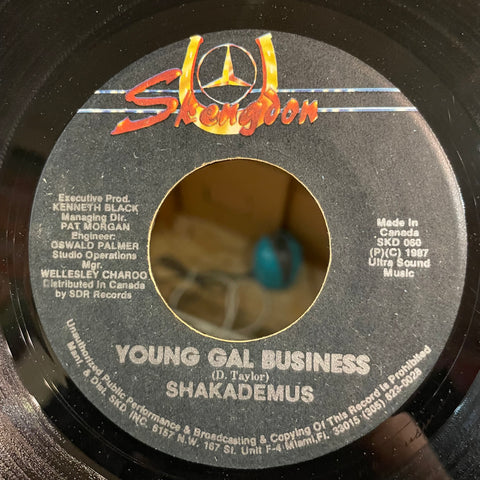 Skengdon
Executive Prod.
KENNETH BLACK
Managing Dir.
PAT MORGAN
Engineer:
OSWALD PALMER
Studio Operations
Mgr.
WELLESLEY CHAROO
Distributed In Canada
by SDR Records
Made In
Canada
SKD 060
(P)(C) 1987
Ultra Sound
Music
YOUNG GAL BUSINESS
(D. Taylor)
SHAKADEMUS
Unauthorized Public Performance & Broadcasting & Copying Of This Record Is Prohibited
Man. & Dist. SKD INC. 6157 N.W. 167 St. Unit F-4 Miami, Fl. 33015 (305) 523-0028